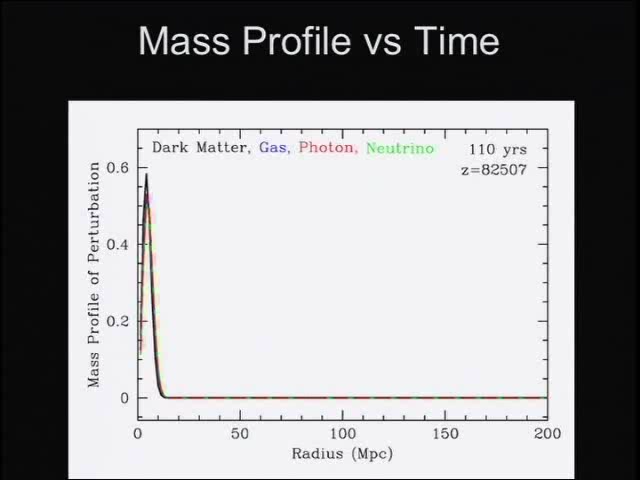 Mass Profile vs Time
Dark Matter, Gas, Photon, Neutrino
110 yrs
z=82507
Mass Profile of Perturbation
0.6
0.4
0.2
0
0 50 100 150 200
Radius (Mpc)